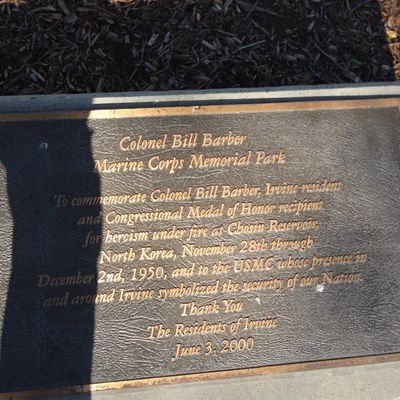 Colonel Bill Barber
Marine Corps Memorial Park
To commemorate Colonel Bill Barber, Irvine resident
and Congressional Medal of Honor recipient
for heroism under fire at Chosin Reservoir,
North Korea, November 28th through
December 2nd, 1950, and to the USMC whose presence in
and around Irvine symbolized the security of our Nation.
Thank You
The Residents of Irvine
June 3, 2000